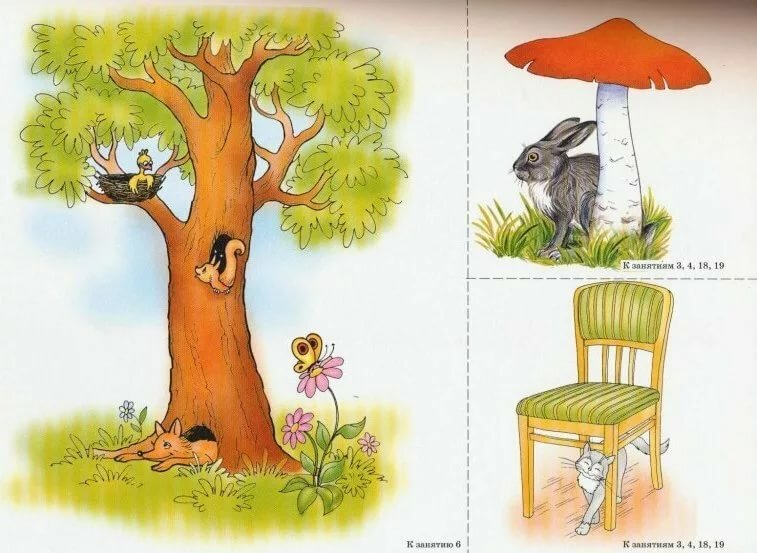 К занятиям 3, 4, 18, 19
К занятию 6
К занятиям 3, 4, 18, 19